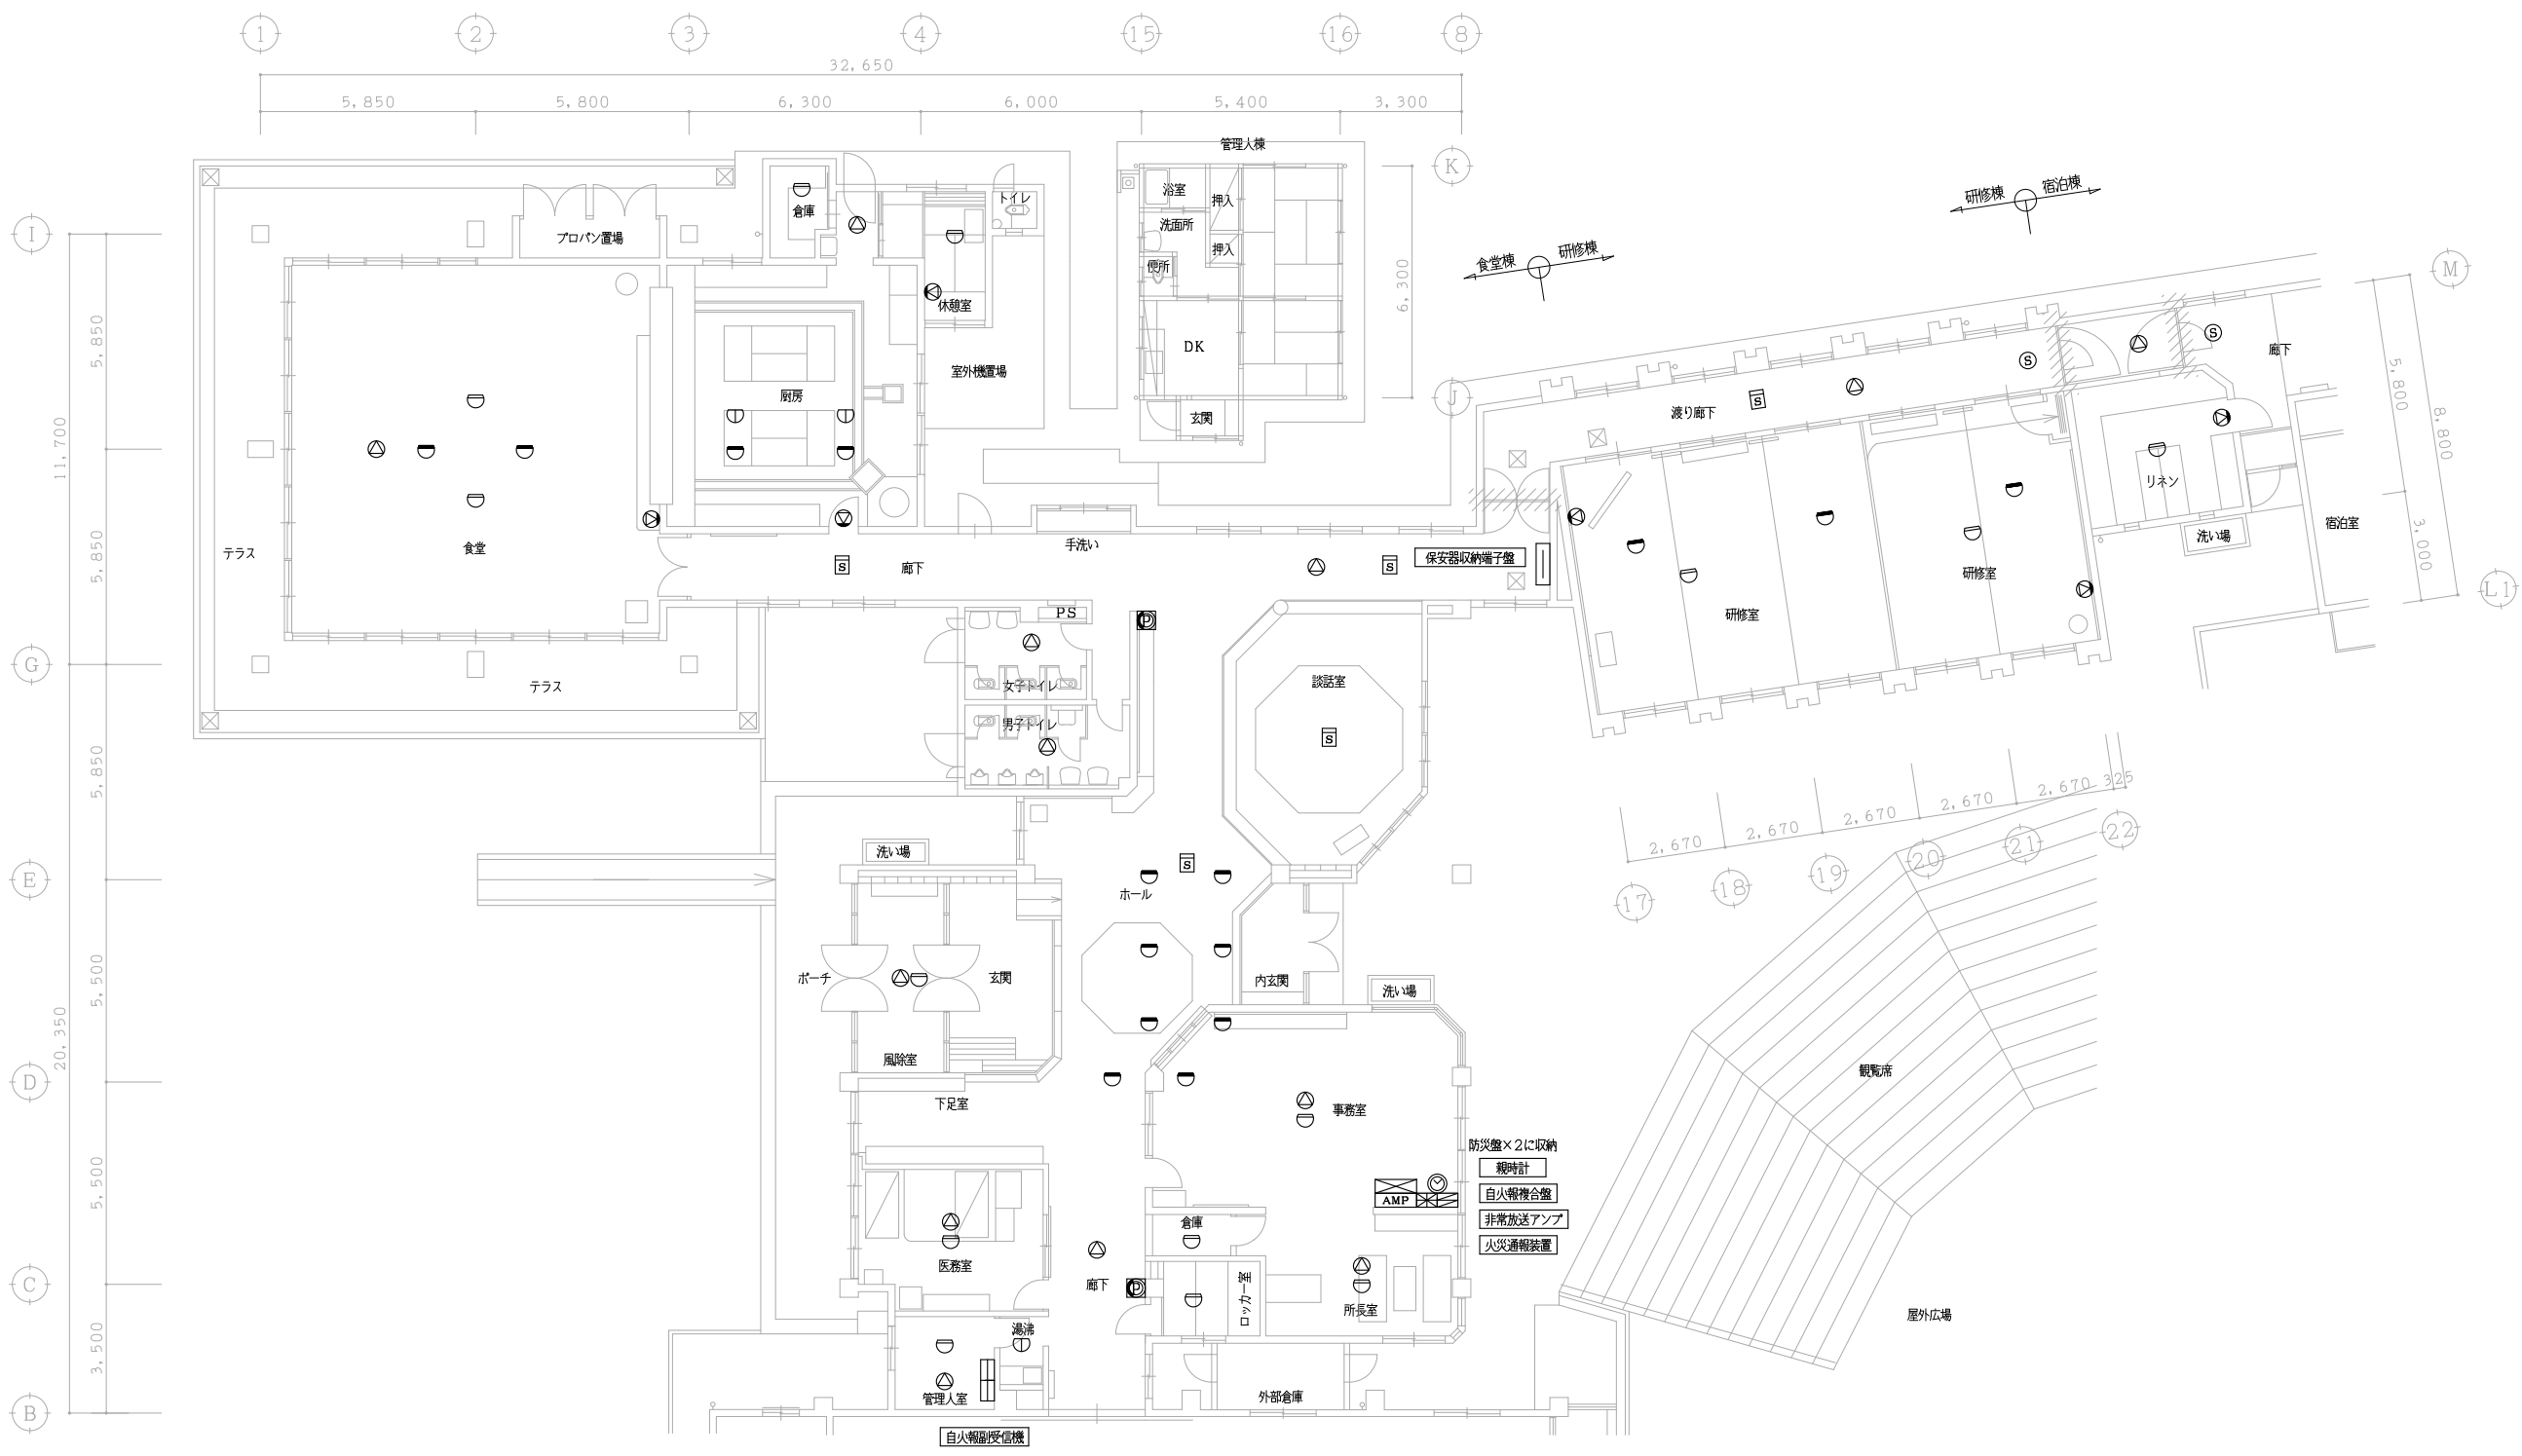 1 2 3 4 15 16 8
32,650
5,850 5,800 6,300 6,000 5,400 3,300
管理人棟
K
浴室
押入
洗面所
押入
便所
DK
玄関
6,300
J
研修棟 宿泊棟
食堂棟 研修棟
M
I
倉庫
トイレ
プロパン置場
休憩室
室外機置場
厨房
廊下
渡り廊下
5,850
11,700
5,850
5,800
8,800
3,000
リネン
洗い場
宿泊室
L1
テラス
食堂
手洗い
廊下
S
S
S
S
S
保安器収納端子盤
研修室
研修室
PS
P
G
女子トイレ
男子トイレ
テラス
談話室
S
5,850
2,670 2,670 2,670 2,670 2,670 325
17 18 19 20 21 22
洗い場
S
E
ホール
ポーチ
玄関
内玄関
洗い場
5,500
20,350
風除室
観覧席
D
下足室
事務室
防災盤×2に収納
親時計
自火報複合盤
非常放送アンプ
火災通報装置
AMP
5,500
倉庫
医務室
廊下
P
ロッカー室
所長室
C
屋外広場
湯沸
3,500
管理人室
外部倉庫
B
自火報副受信機